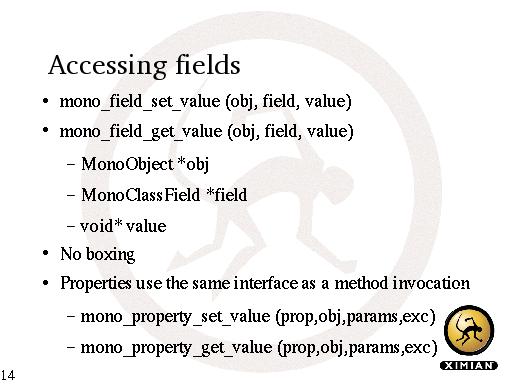 Accessing fields
• mono_field_set_value (obj, field, value)
• mono_field_get_value (obj, field, value)
– MonoObject *obj
– MonoClassField *field
– void* value
• No boxing
• Properties use the same interface as a method invocation
– mono_property_set_value (prop,obj,params,exc)
– mono_property_get_value (prop,obj,params,exc)
XIMIAN
14